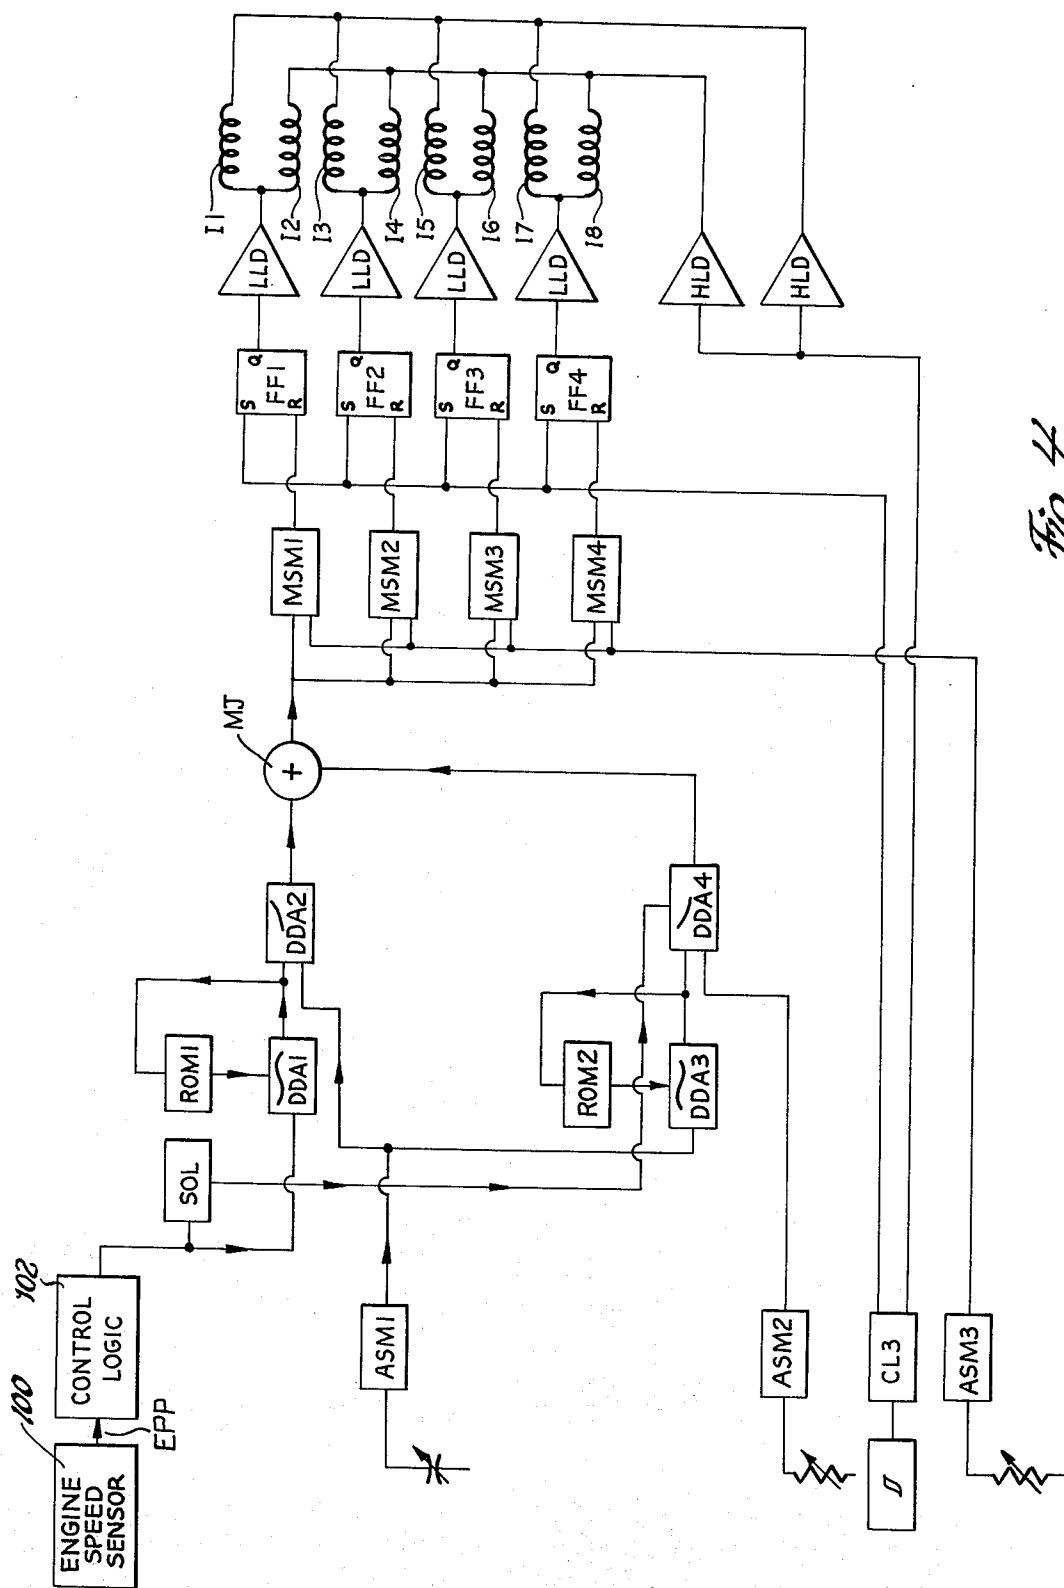 ENGINE
SPEED
SENSOR
100
EPP
CONTROL
LOGIC
102
SOL
ROM1
DDA1
DDA2
MJ
+
ASM1
ROM2
DDA3
DDA4
ASM2
CL3
ASM3
MSM1
MSM2
MSM3
MSM4
S Q
FF1
R
S Q
FF2
R
S Q
FF3
R
S Q
FF4
R
LLD
LLD
LLD
LLD
HLD
HLD
I1
I2
I3
I4
I5
I6
I7
I8
Fig. 4